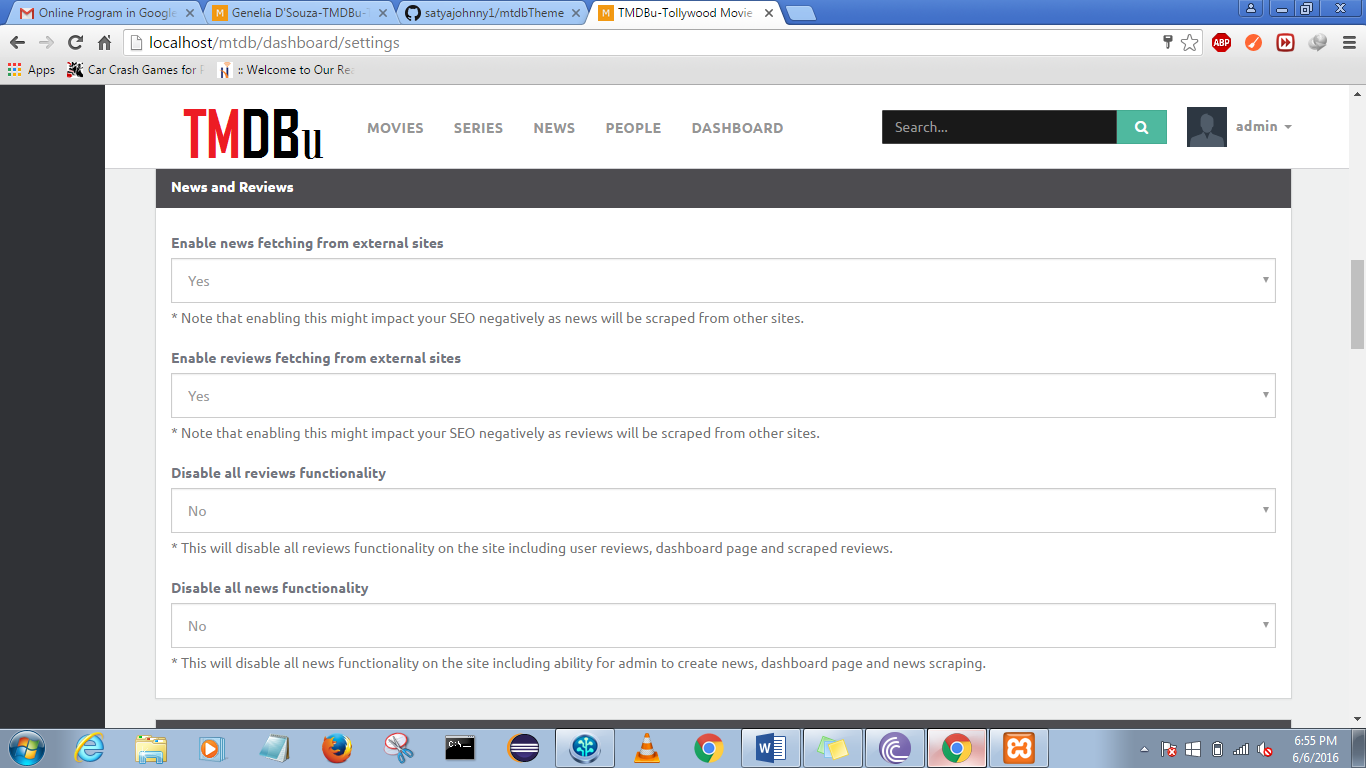 Online Program in Google
Genelia D'Souza-TMDBu-T
satyajohnny1/mtdbTheme
TMDBu-Tollywood Movie
localhost/mtdb/dashboard/settings
ABP
Apps
Car Crash Games for F
:: Welcome to Our Rea
TMDBu
MOVIES
SERIES
NEWS
PEOPLE
DASHBOARD
Search...
admin
News and Reviews
Enable news fetching from external sites
Yes
* Note that enabling this might impact your SEO negatively as news will be scraped from other sites.
Enable reviews fetching from external sites
Yes
* Note that enabling this might impact your SEO negatively as reviews will be scraped from other sites.
Disable all reviews functionality
No
* This will disable all reviews functionality on the site including user reviews, dashboard page and scraped reviews.
Disable all news functionality
No
* This will disable all news functionality on the site including ability for admin to create news, dashboard page and news scraping.
6:55 PM
6/6/2016